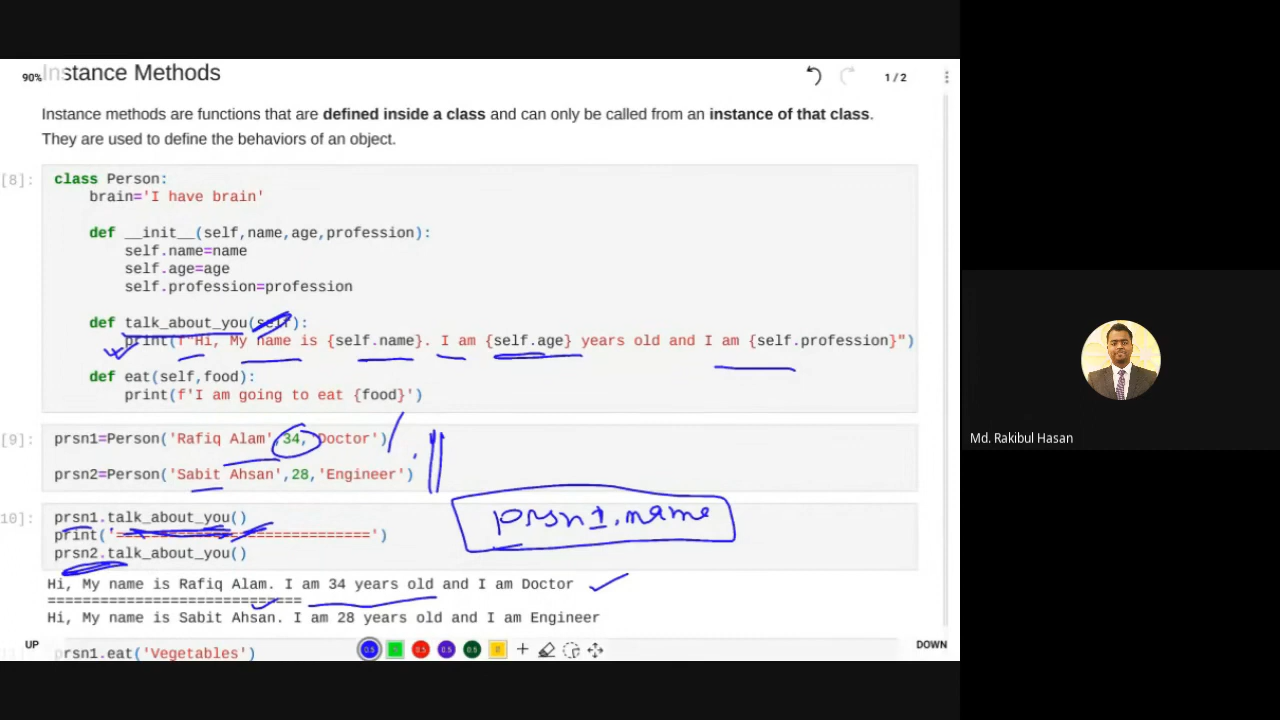 90%
Instance Methods
1 / 2
Instance methods are functions that are defined inside a class and can only be called from an instance of that class.
They are used to define the behaviors of an object.
[8]:
class Person:
    brain='I have brain'
    def __init__(self,name,age,profession):
        self.name=name
        self.age=age
        self.profession=profession
    def talk_about_you(self):
        print(f"Hi, My name is {self.name}. I am {self.age} years old and I am {self.profession}")
    def eat(self,food):
        print(f'I am going to eat {food}')
[9]:
prsn1=Person('Rafiq Alam',34,'Doctor')
prsn2=Person('Sabit Ahsan',28,'Engineer')
prsn1.name
10]:
prsn1.talk_about_you()
print('=============================')
prsn2.talk_about_you()
Hi, My name is Rafiq Alam. I am 34 years old and I am Doctor
=============================
Hi, My name is Sabit Ahsan. I am 28 years old and I am Engineer
prsn1.eat('Vegetables')
UP
DOWN
Md. Rakibul Hasan